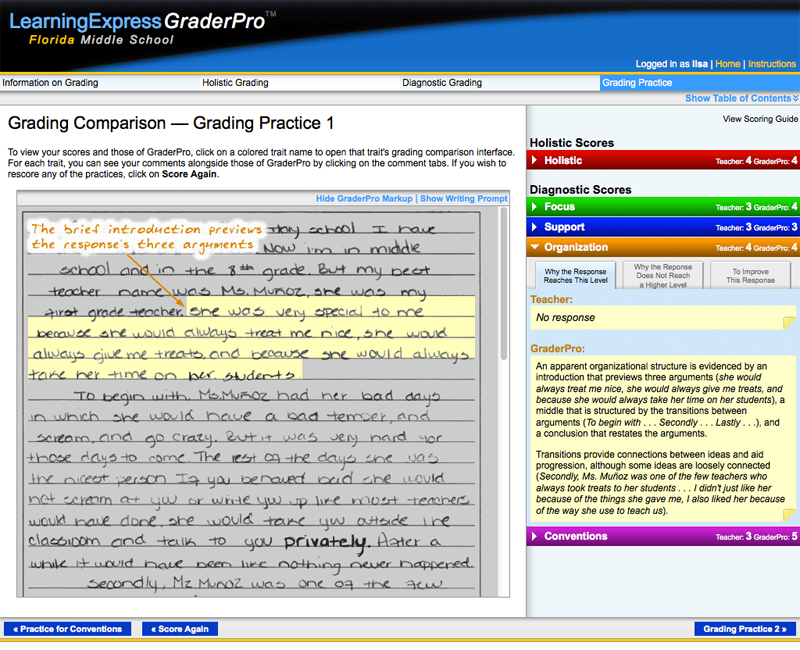 LearningExpress GraderPro™
Florida Middle School
Logged in as lisa | Home | Instructions
Information on Grading
Holistic Grading
Diagnostic Grading
Grading Practice
Show Table of Contents
Grading Comparison — Grading Practice 1
To view your scores and those of GraderPro, click on a colored trait name to open that trait's grading comparison interface.
For each trait, you can see your comments alongside those of GraderPro by clicking on the comment tabs. If you wish to
rescore any of the practices, click on Score Again.
Hide GraderPro Markup | Show Writing Prompt
The brief introduction previews
the response's three arguments
school I have
Now I'm in middle
school and in the 8th grade. But my best
teacher name was Ms. Muñoz, she was my
first grade teacher. she was very special to me
because she would always treat me nice, she would
always give me treats, and because she would always
take her time on her students
To begin with, Ms. Muñoz had her bad days
in which she would have a bad temper, and
scream, and go crazy. But it was very hard for
those days to come. The rest of the days she was
the nicest person If you behaved beid she would
not scream at you or write you up like most teachers
would have done, she would take you outside the
classroom and talk to you privately. After a
while it would have been like nothing never happened.
secondly, Mz Munoz was one of the few
View Scoring Guide
Holistic Scores
Holistic
Teacher: 4 GraderPro: 4
Diagnostic Scores
Focus
Teacher: 3 GraderPro: 4
Support
Teacher: 3 GraderPro: 3
Organization
Teacher: 4 GraderPro: 4
Why the Response
Reaches This Level
Why the Reponse
Does Not Reach
a Higher Level
To Improve
This Response
Teacher:
No response
GraderPro:
An apparent organizational structure is evidenced by an
introduction that previews three arguments (she would
always treat me nice, she would always give me treats, and
because she would always take her time on her students), a
middle that is structured by the transitions between
arguments (To begin with . . . Secondly . . . Lastly . . .), and
a conclusion that restates the arguments.
Transitions provide connections between ideas and aid
progression, although some ideas are loosely connected
(Secondly, Ms. Muñoz was one of few teachers who
always took treats to her students . . . I didn't just like her
because of the things she gave me, I also liked her because
of the way she use to teach us).
Conventions
Teacher: 3 GraderPro: 5
« Practice for Conventions
« Score Again
Grading Practice 2 »